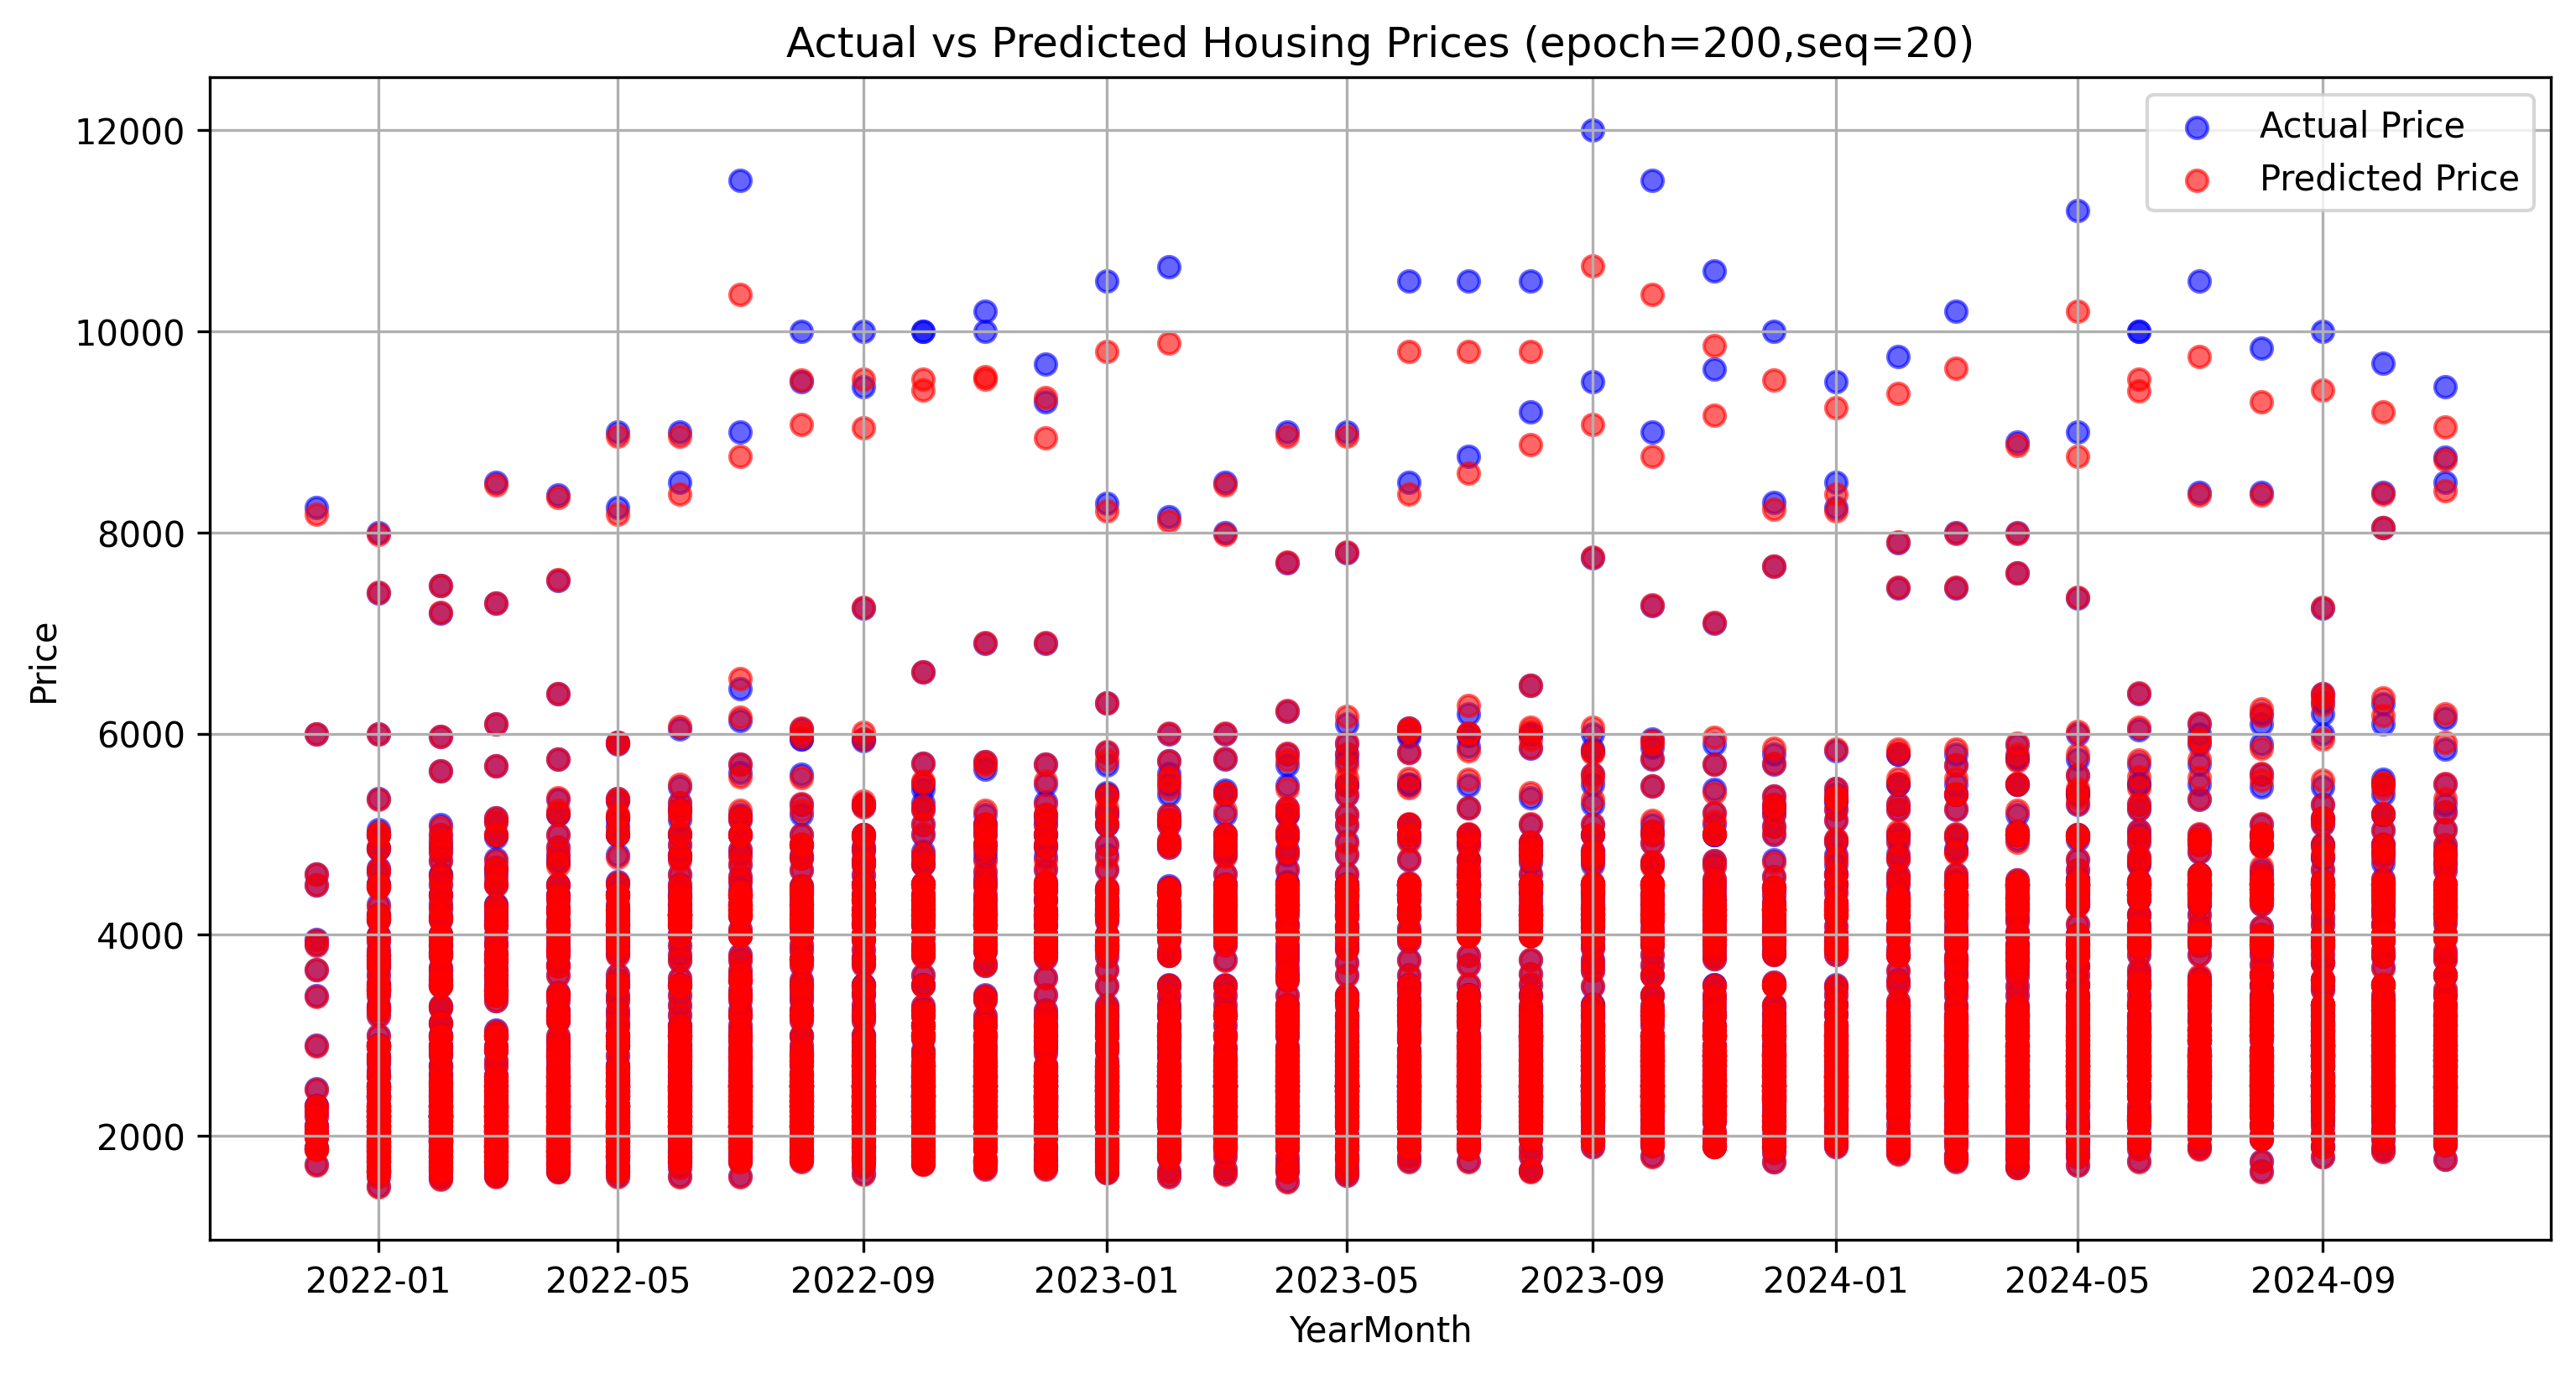 Actual vs Predicted Housing Prices (epoch=200,seq=20)
Actual Price
Predicted Price
12000
10000
8000
6000
4000
2000
Price
2022-01 2022-05 2022-09 2023-01 2023-05 2023-09 2024-01 2024-05 2024-09
YearMonth